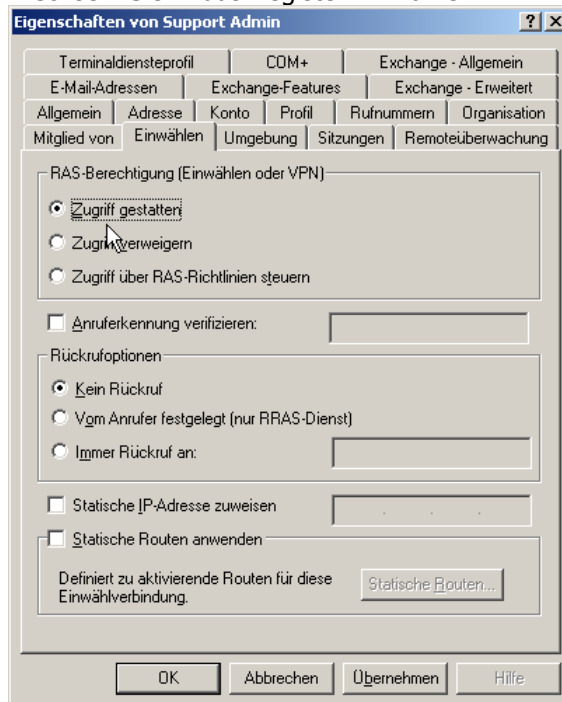 Eigenschaften von Support Admin
Terminaldiensteprofil COM+ Exchange - Allgemein
E-Mail-Adressen Exchange-Features Exchange - Erweitert
Allgemein Adresse Konto Profil Rufnummern Organisation
Mitglied von Einwählen Umgebung Sitzungen Remoteüberwachung
RAS-Berechtigung (Einwählen oder VPN)
Zugriff gestatten
Zugriff verweigern
Zugriff über RAS-Richtlinien steuern
Anruferkennung verifizieren:
Rückrufoptionen
Kein Rückruf
Vom Anrufer festgelegt (nur RRAS-Dienst)
Immer Rückruf an:
Statische IP-Adresse zuweisen
Statische Routen anwenden
Definiert zu aktivierende Routen für diese
Einwählverbindung.
Statische Routen...
OK Abbrechen Übernehmen Hilfe